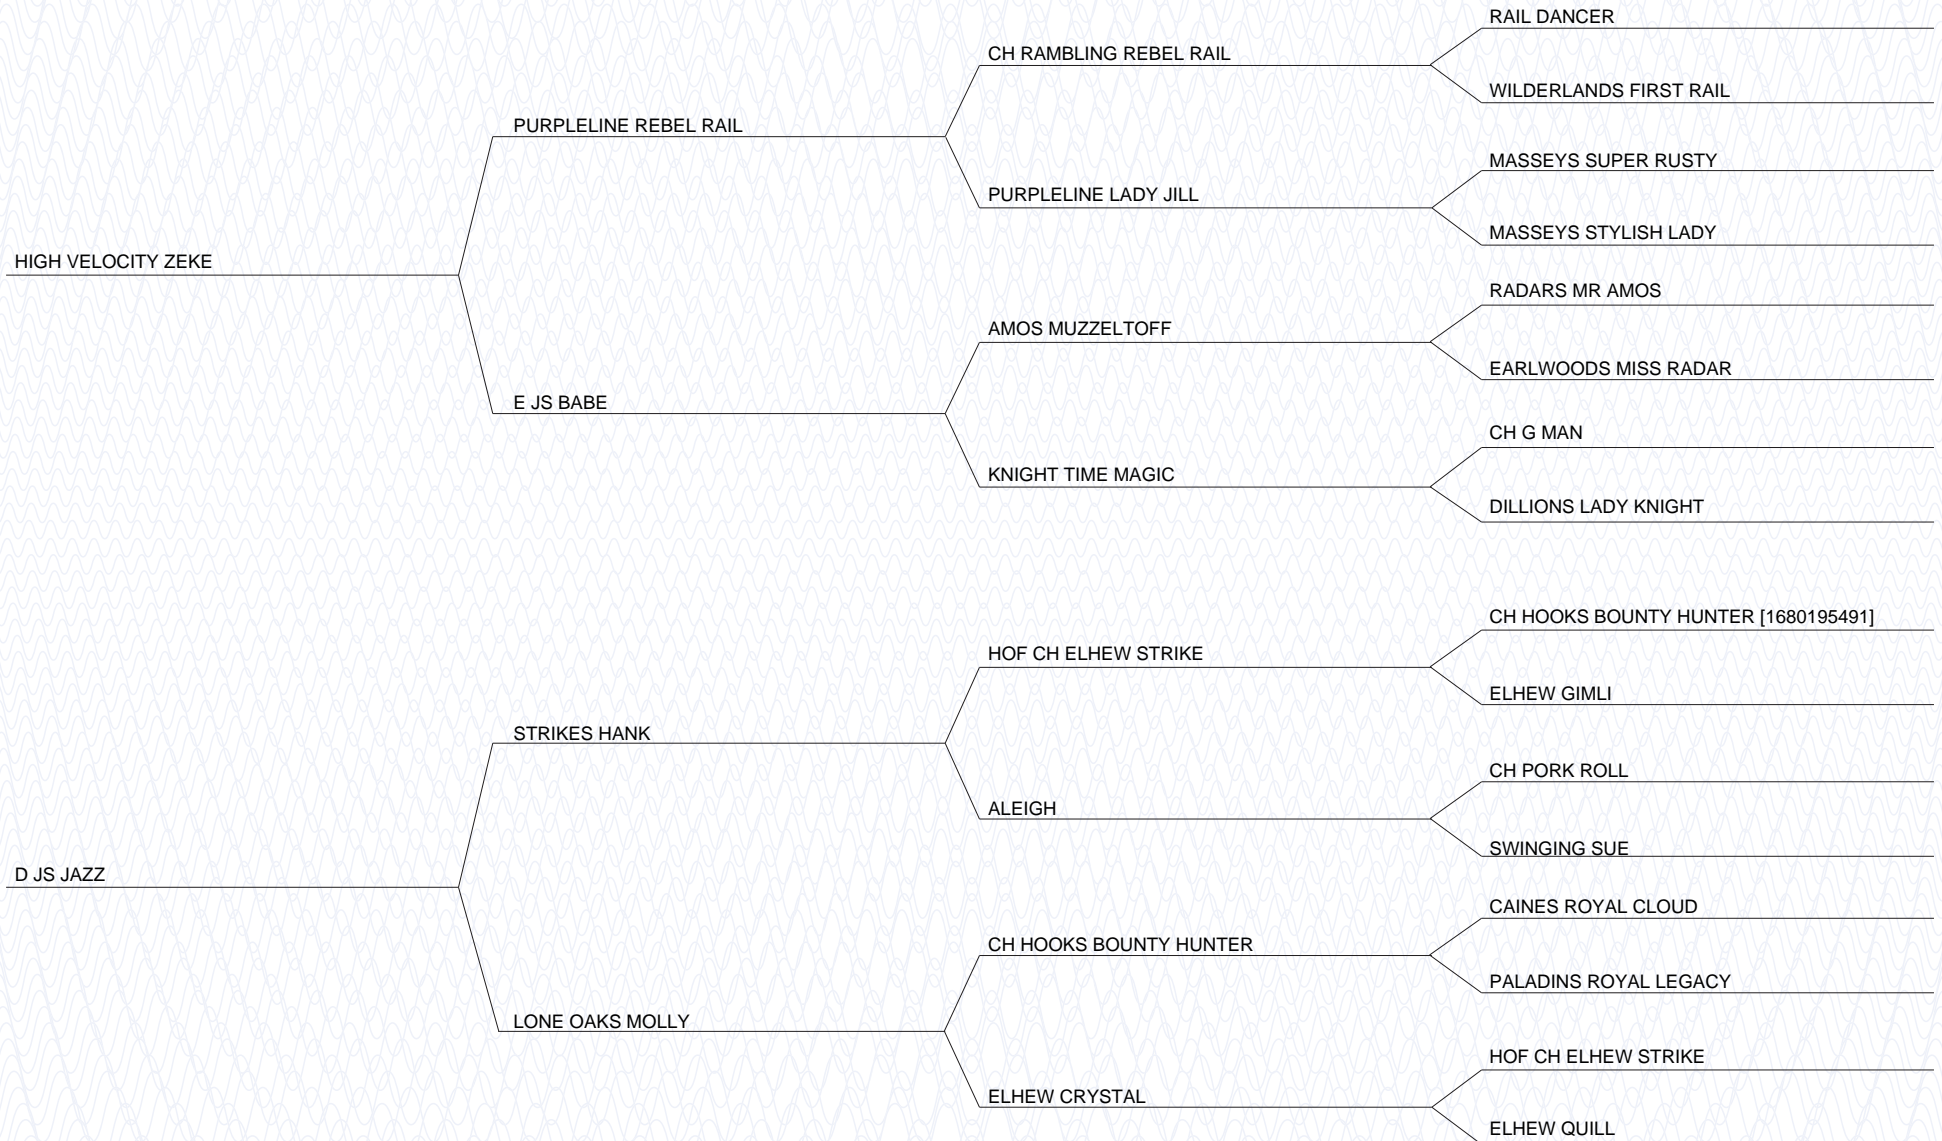 RAIL DANCER
CH RAMBLING REBEL RAIL
WILDERLANDS FIRST RAIL
PURPLELINE REBEL RAIL
MASSEYS SUPER RUSTY
PURPLELINE LADY JILL
MASSEYS STYLISH LADY
HIGH VELOCITY ZEKE
RADARS MR AMOS
AMOS MUZZELTOFF
EARLWOODS MISS RADAR
E JS BABE
CH G MAN
KNIGHT TIME MAGIC
DILLIONS LADY KNIGHT
CH HOOKS BOUNTY HUNTER [1680195491]
HOF CH ELHEW STRIKE
ELHEW GIMLI
STRIKES HANK
CH PORK ROLL
ALEIGH
SWINGING SUE
D JS JAZZ
CAINES ROYAL CLOUD
CH HOOKS BOUNTY HUNTER
PALADINS ROYAL LEGACY
LONE OAKS MOLLY
HOF CH ELHEW STRIKE
ELHEW CRYSTAL
ELHEW QUILL